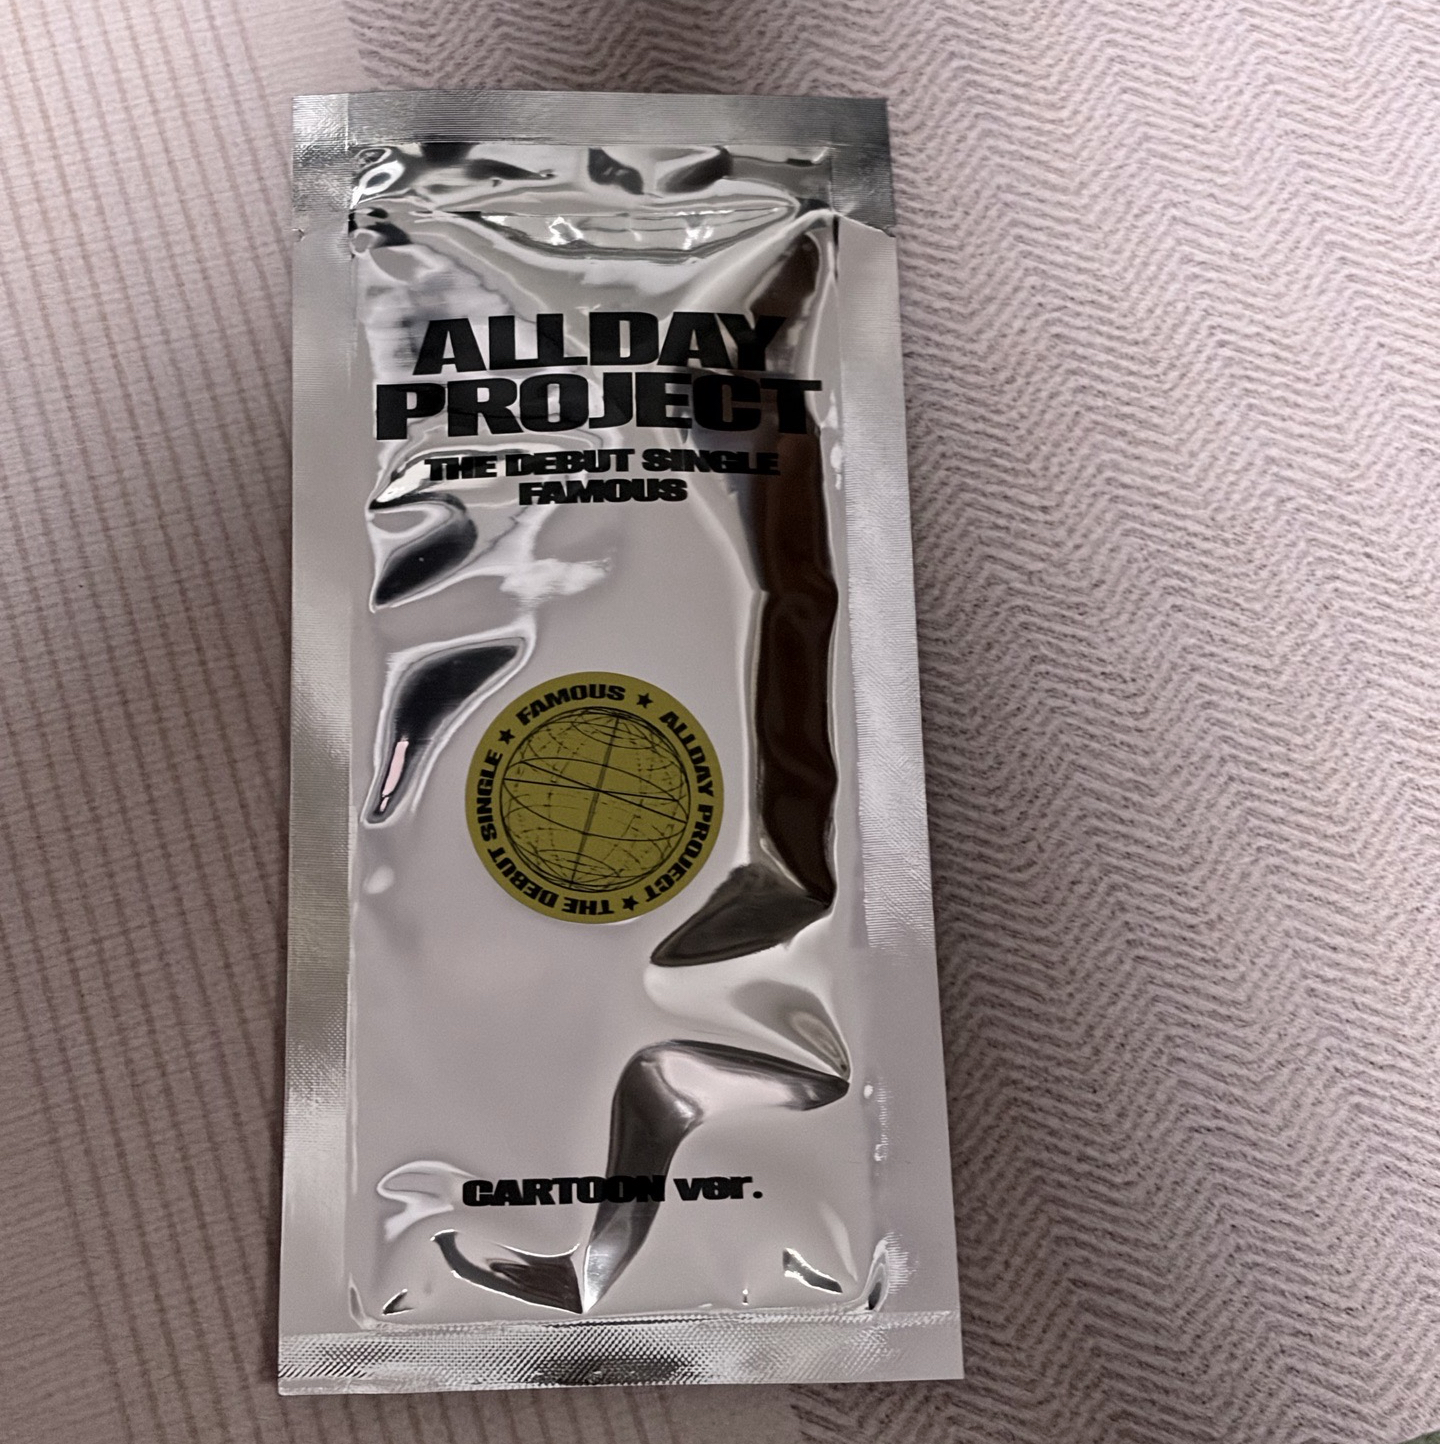 ALLDAY
PROJECT
THE DEBUT SINGLE
FAMOUS
FAMOUS ★ ALLDAY PROJECT ★ THE DEBUT SINGLE ★
CARTOON ver.